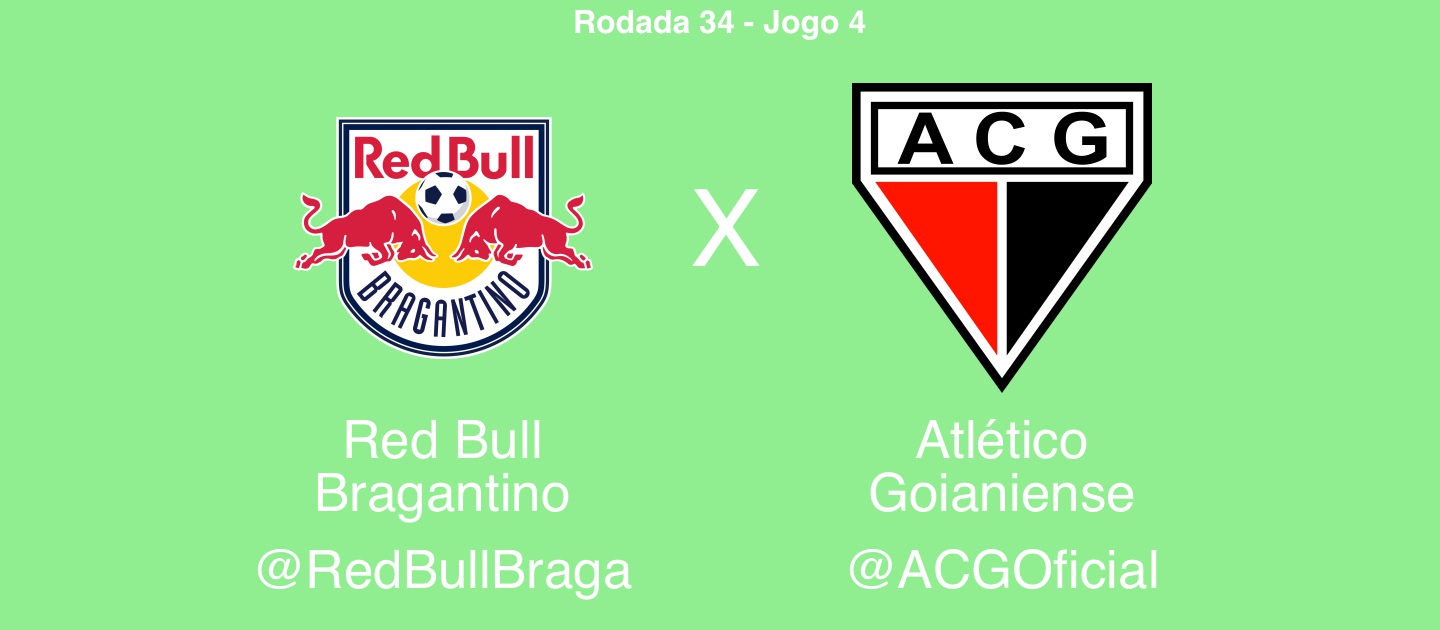 Rodada 34 - Jogo 4
Red Bull
BRAGANTINO
X
A C G
Red Bull
Bragantino
@RedBullBraga
Atlético
Goianiense
@ACGOficial